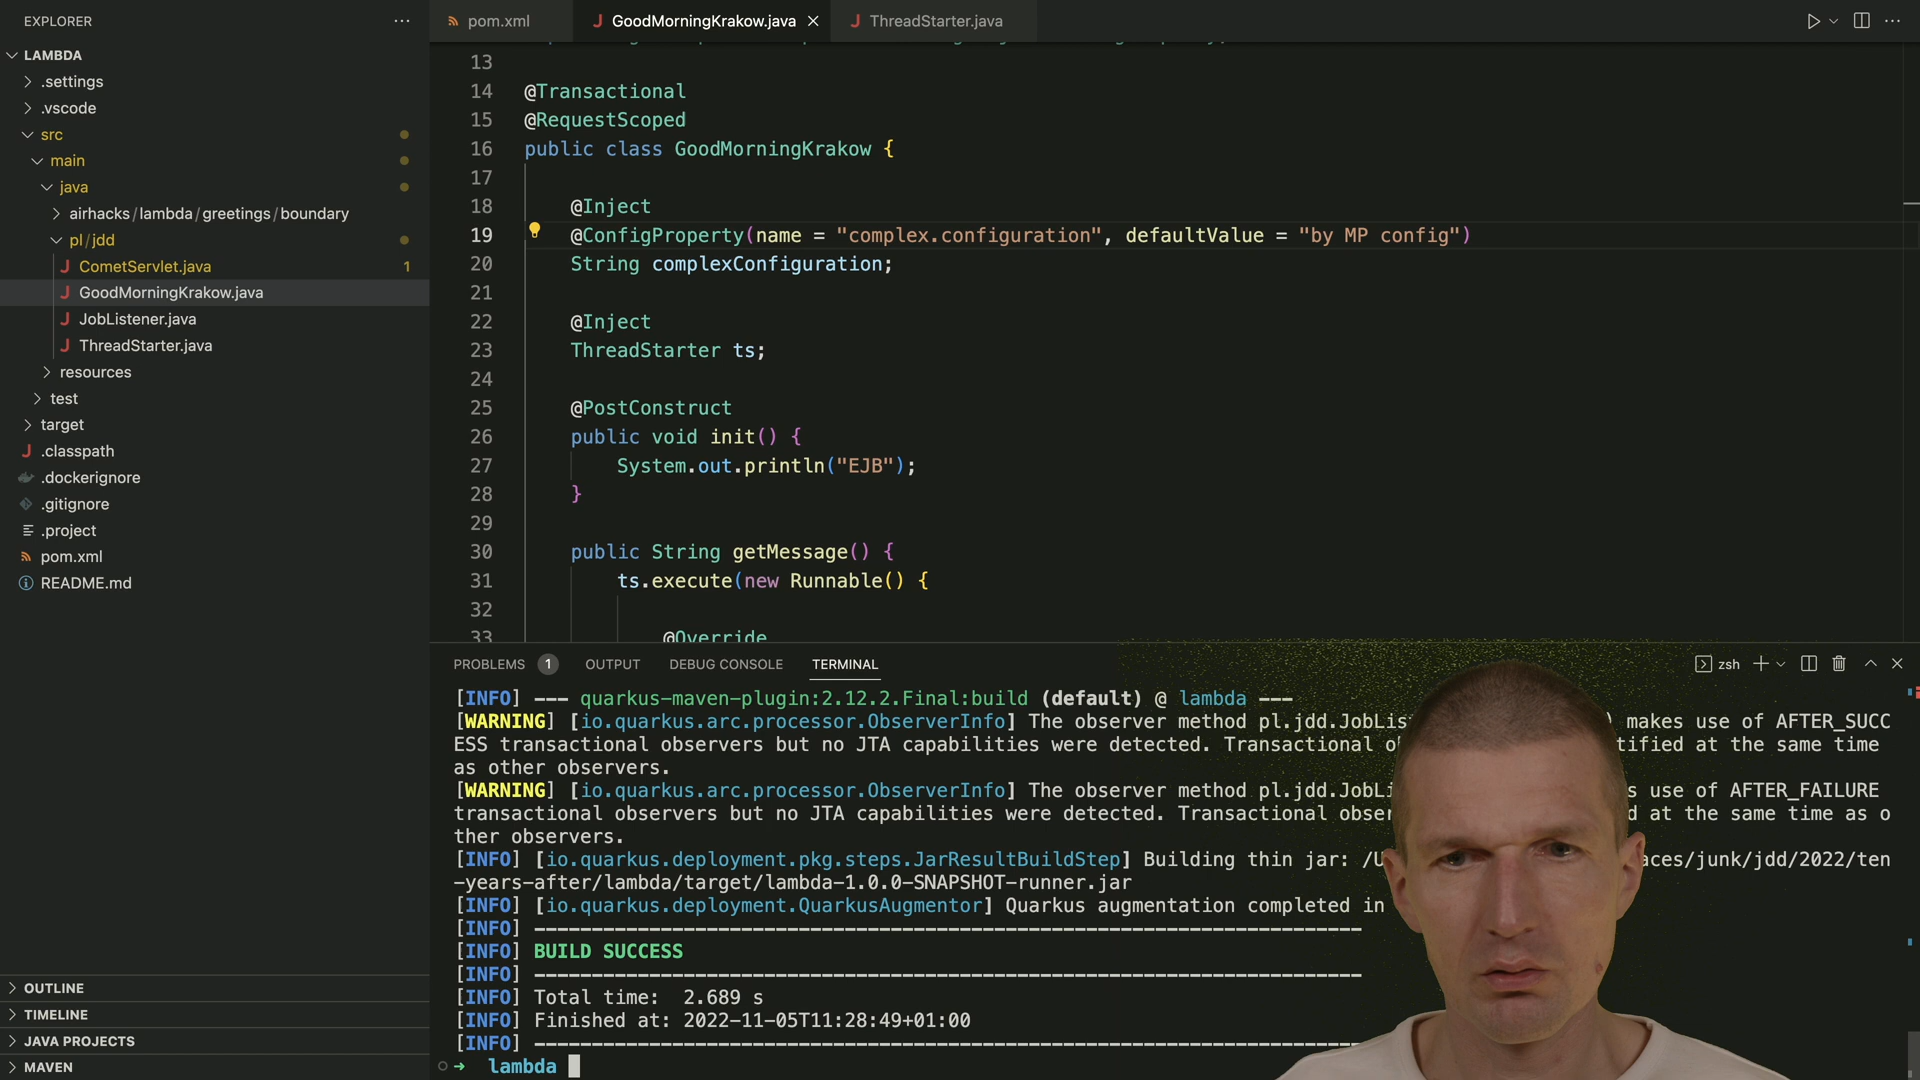 EXPLORER
LAMBDA
.settings
.vscode
src
main
java
airhacks/lambda/greetings/boundary
pl/jdd
CometServlet.java 1
GoodMorningKrakow.java
JobListener.java
ThreadStarter.java
resources
test
target
.classpath
.dockerignore
.gitignore
.project
pom.xml
README.md
OUTLINE
TIMELINE
JAVA PROJECTS
MAVEN
pom.xml GoodMorningKrakow.java ThreadStarter.java
13
14 @Transactional
15 @RequestScoped
16 public class GoodMorningKrakow {
17
18 @Inject
19 @ConfigProperty(name = "complex.configuration", defaultValue = "by MP config")
20 String complexConfiguration;
21
22 @Inject
23 ThreadStarter ts;
24
25 @PostConstruct
26 public void init() {
27 System.out.println("EJB");
28 }
29
30 public String getMessage() {
31 ts.execute(new Runnable() {
32
33 @Override
PROBLEMS 1 OUTPUT DEBUG CONSOLE TERMINAL zsh
[INFO] --- quarkus-maven-plugin:2.12.2.Final:build (default) @ lambda ---
[WARNING] [io.quarkus.arc.processor.ObserverInfo] The observer method ) makes use of AFTER_SUCC
ESS transactional observers but no JTA capabilities were detected. Transactional at the same time
as other observers.
[WARNING] [io.quarkus.arc.processor.ObserverInfo] The observer method use of AFTER_FAILURE
transactional observers but no JTA capabilities were detected. Transactional at the same time as o
ther observers.
[INFO] [io.quarkus.deployment.pkg.steps.JarResultBuildStep] Building thin jar: /junk/jdd/2022/ten
-years-after/lambda/target/lambda-1.0.0-SNAPSHOT-runner.jar
[INFO] [io.quarkus.deployment.QuarkusAugmentor] Quarkus augmentation completed in
[INFO] ------------------------------------------------------------------------
[INFO] BUILD SUCCESS
[INFO] ------------------------------------------------------------------------
[INFO] Total time: 2.689 s
[INFO] Finished at: 2022-11-05T11:28:49+01:00
[INFO] ------------------------------------------------------------------------
lambda